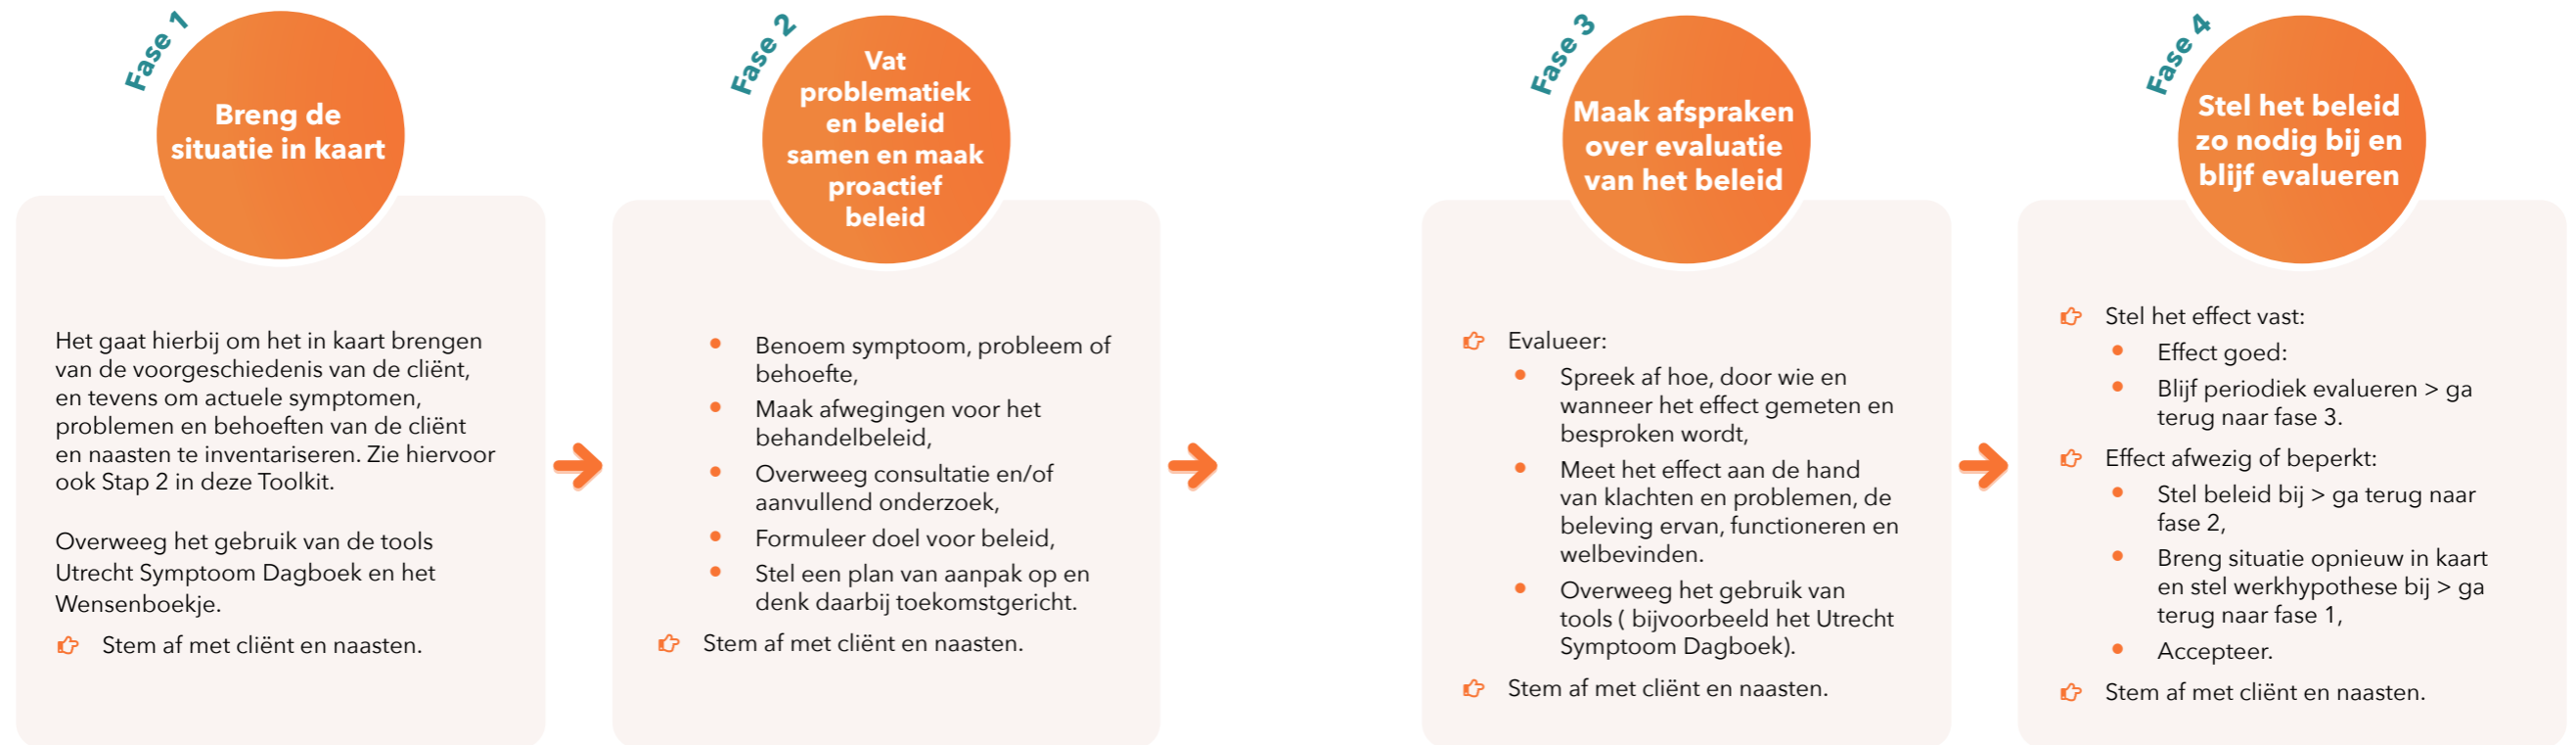 Fase 1
Breng de
situatie in kaart
Het gaat hierbij om het in kaart brengen
van de voorgeschiedenis van de cliënt,
en tevens om actuele symptomen,
problemen en behoeften van de cliënt
en naasten te inventariseren. Zie hiervoor
ook Stap 2 in deze Toolkit.
Overweeg het gebruik van de tools
Utrecht Symptoom Dagboek en het
Wensenboekje.
Stem af met cliënt en naasten.
Fase 2
Vat
problematiek
en beleid
samen en maak
proactief
beleid
Benoem symptoom, probleem of
behoefte,
Maak afwegingen voor het
behandelbeleid,
Overweeg consultatie en/of
aanvullend onderzoek,
Formuleer doel voor beleid,
Stel een plan van aanpak op en
denk daarbij toekomstgericht.
Stem af met cliënt en naasten.
Fase 3
Maak afspraken
over evaluatie
van het beleid
Evalueer:
Spreek af hoe, door wie en
wanneer het effect gemeten en
besproken wordt,
Meet het effect aan de hand
van klachten en problemen, de
beleving ervan, functioneren en
welbevinden.
Overweeg het gebruik van
tools ( bijvoorbeeld het Utrecht
Symptoom Dagboek).
Stem af met cliënt en naasten.
Fase 4
Stel het beleid
zo nodig bij en
blijf evalueren
Stel het effect vast:
Effect goed:
Blijf periodiek evalueren > ga
terug naar fase 3.
Effect afwezig of beperkt:
Stel beleid bij > ga terug naar
fase 2,
Breng situatie opnieuw in kaart
en stel werkhypothese bij > ga
terug naar fase 1,
Accepteer.
Stem af met cliënt en naasten.